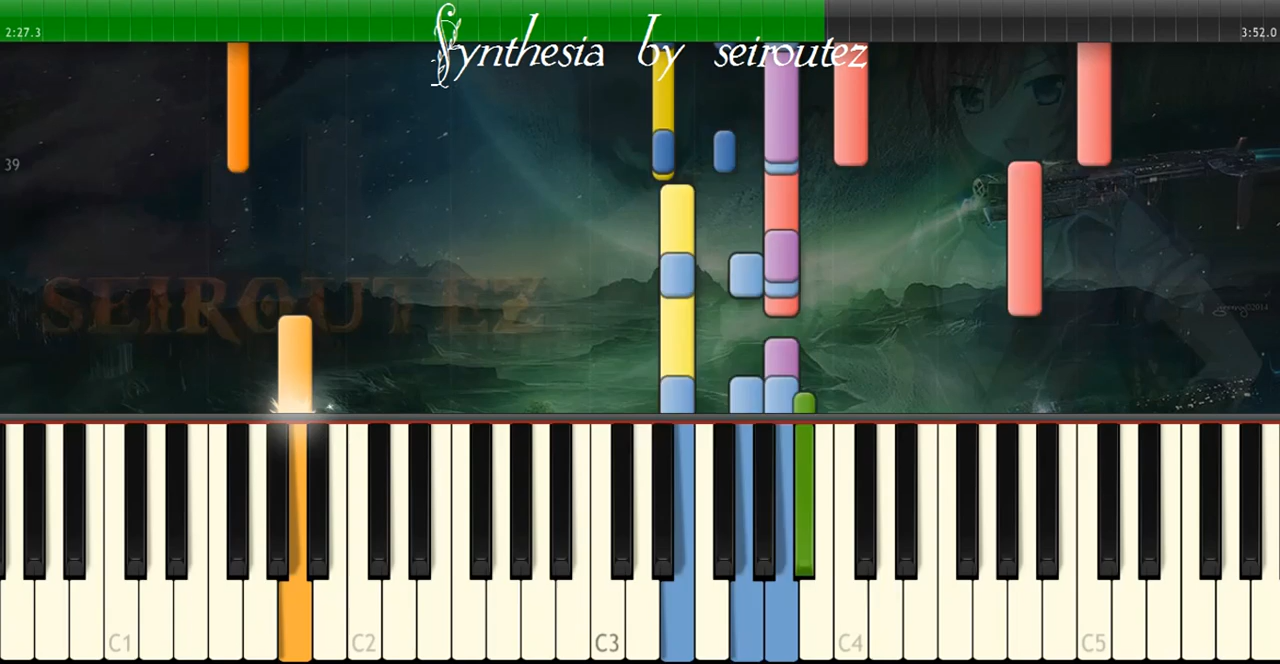 2:27.3
3:52.0
Synthesia by seiroutez
39
SEIROUTEZ
C1 C2 C3 C4 C5